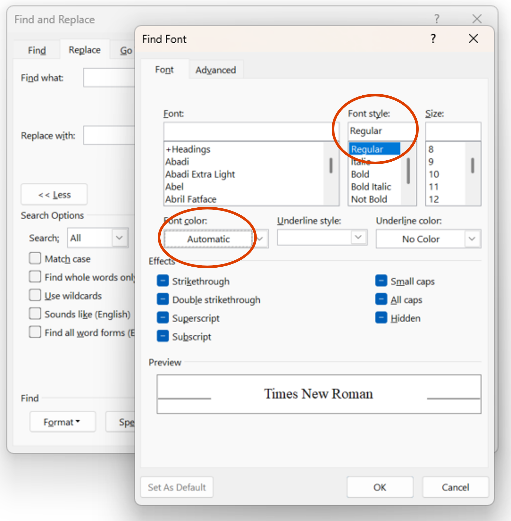 Find and Replace
?
Find
Replace
Go
Find what:
Replace with:
<< Less
Search Options
Search:
All
Match case
Find whole words only
Use wildcards
Sounds like (English)
Find all word forms (E
Find
Format
Spe
Find Font
?
Font
Advanced
Font:
+Headings
Abadi
Abadi Extra Light
Abel
Abril Fatface
Font style:
Regular
Regular
Italic
Bold
Bold Italic
Not Bold
Size:
8
9
10
11
12
Font color:
Automatic
Underline style:
Underline color:
No Color
Effects
Strikethrough
Double strikethrough
Superscript
Subscript
Small caps
All caps
Hidden
Preview
Times New Roman
Set As Default
OK
Cancel